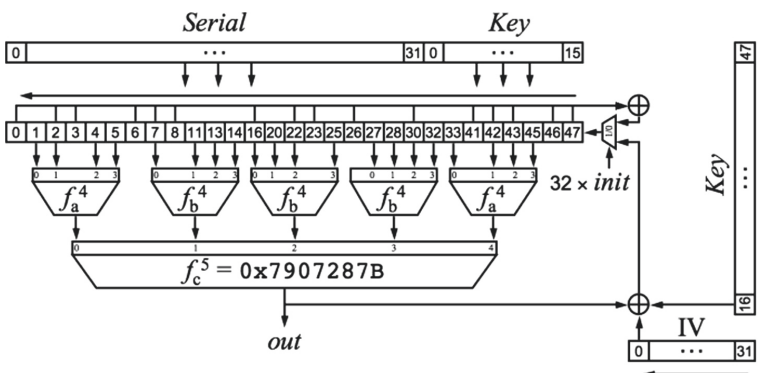 Serial Key
0 ... 31 0 ... 15
47
0 1 2 3 4 5 6 7 8 11 13 14 16 20 22 23 25 26 27 28 30 32 33 41 42 43 45 46 47
1/0
0 1 2 3 0 1 2 3 0 1 2 3 0 1 2 3 0 1 2 3
f_a^4 f_b^4 f_b^4 f_b^4 f_a^4
32 × init
Key
...
0 1 2 3 4
f_c^5 = 0x7907287B
16
out
IV
0 ... 31